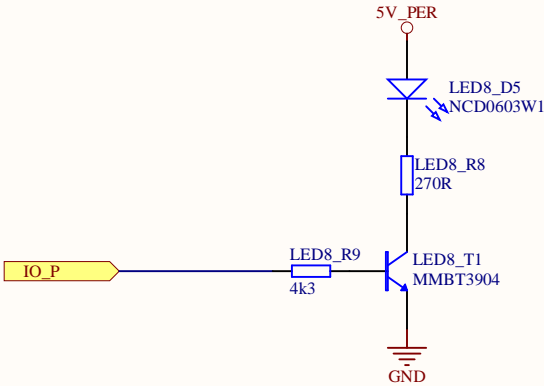 5V_PER
LED8_D5
NCD0603W1
LED8_R8
270R
LED8_R9
4k3
IO_P
LED8_T1
MMBT3904
GND